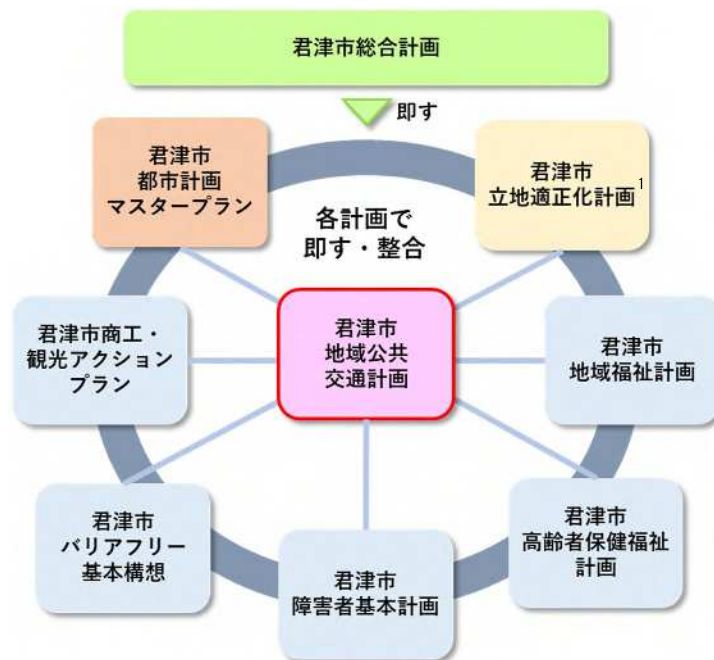 君津市総合計画
即す
君津市
都市計画
マスタープラン
君津市
立地適正化計画1
各計画で
即す・整合
君津市商工・
観光アクション
プラン
君津市
地域公共
交通計画
君津市
地域福祉計画
君津市
バリアフリー
基本構想
君津市
障害者基本計画
君津市
高齢者保健福祉
計画